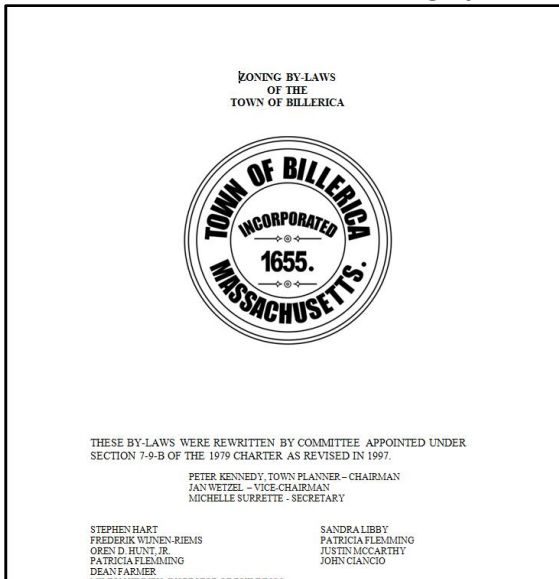 ZONING BY-LAWS
OF THE
TOWN OF BILLERICA
TOWN OF BILLERICA
INCORPORATED
1655.
MASSACHUSETTS.
THESE BY-LAWS WERE REWRITTEN BY COMMITTEE APPOINTED UNDER
SECTION 7-9-B OF THE 1979 CHARTER AS REVISED IN 1997.
PETER KENNEDY, TOWN PLANNER – CHAIRMAN
JAN WETZEL – VICE-CHAIRMAN
MICHELLE SURRETTE - SECRETARY
STEPHEN HART
FREDERIK WIJNEN-RIEMS
OREN D. HUNT, JR.
PATRICIA FLEMMING
DEAN FARMER
SANDRA LIBBY
PATRICIA FLEMMING
JUSTIN MCCARTHY
JOHN CIANCIO